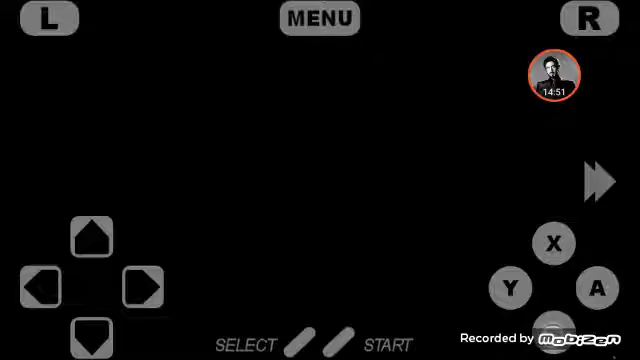 L
MENU
R
14:51
X
Y
A
SELECT
START
Recorded by mobizen